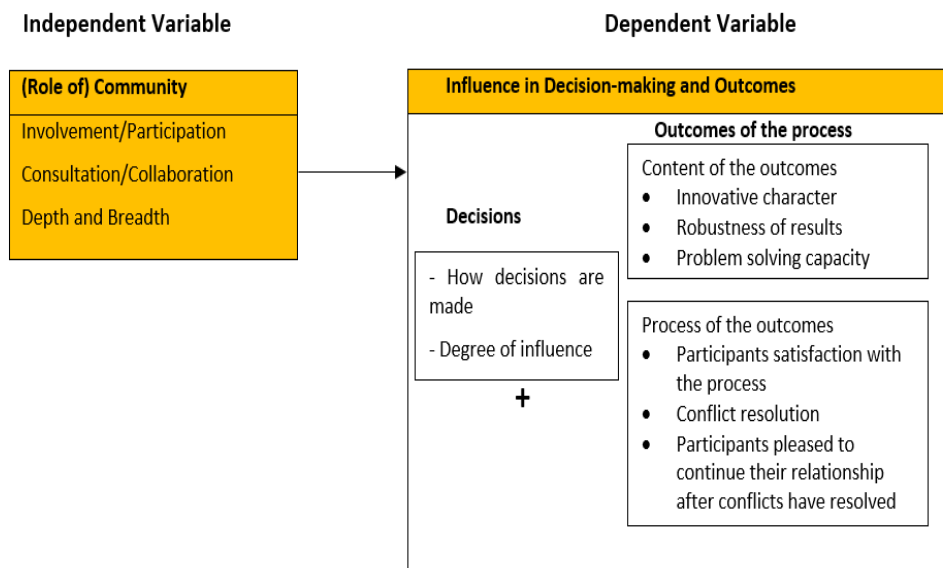 Independent Variable
Dependent Variable
(Role of) Community
Involvement/Participation
Consultation/Collaboration
Depth and Breadth
Influence in Decision-making and Outcomes
Decisions
- How decisions are
made
- Degree of influence
+
Outcomes of the process
Content of the outcomes
• Innovative character
• Robustness of results
• Problem solving capacity
Process of the outcomes
• Participants satisfaction with
the process
• Conflict resolution
• Participants pleased to
continue their relationship
after conflicts have resolved